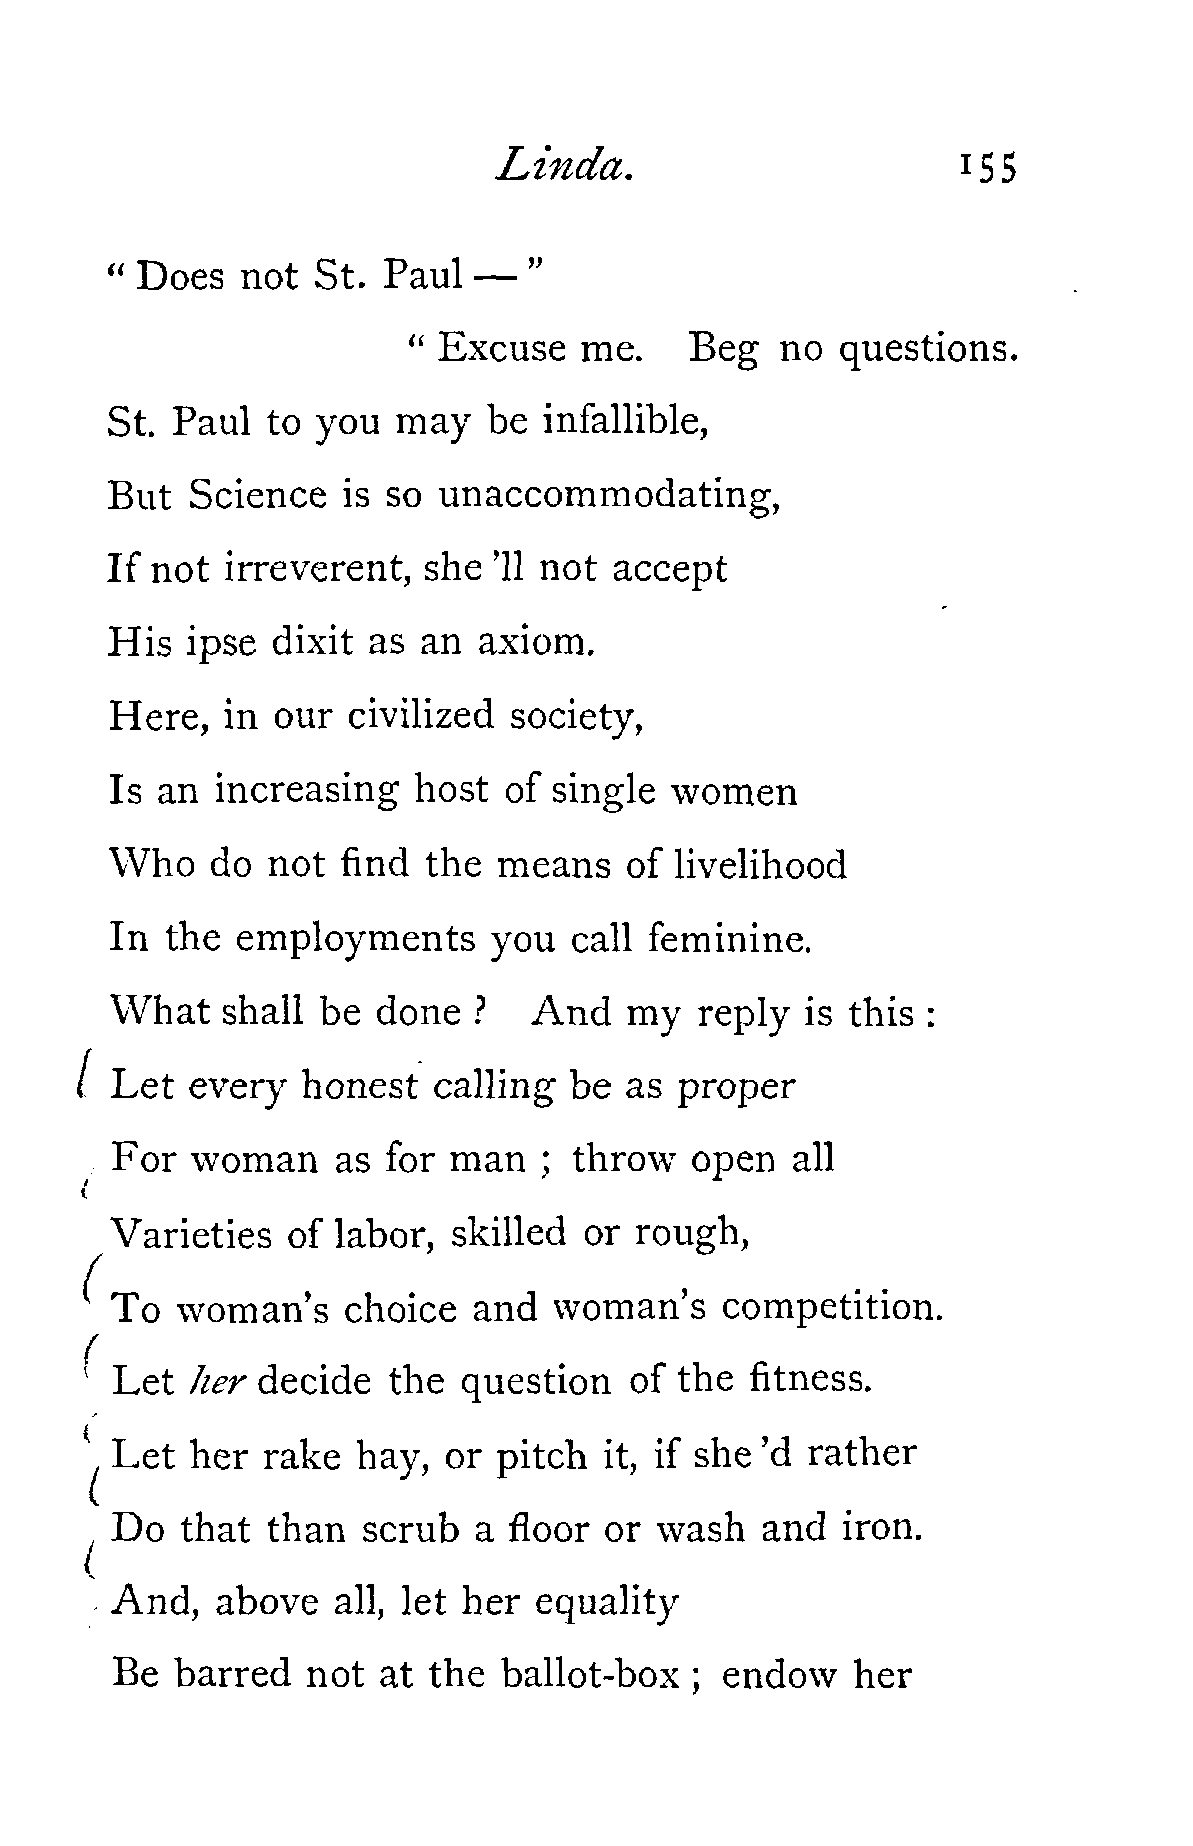 Linda. 155
“ Does not St. Paul — ”
“ Excuse me. Beg no questions.
St. Paul to you may be infallible,
But Science is so unaccommodating,
If not irreverent, she 'll not accept
His ipse dixit as an axiom.
Here, in our civilized society,
Is an increasing host of single women
Who do not find the means of livelihood
In the employments you call feminine.
What shall be done ? And my reply is this :
Let every honest calling be as proper
For woman as for man ; throw open all
Varieties of labor, skilled or rough,
To woman's choice and woman's competition.
Let her decide the question of the fitness.
Let her rake hay, or pitch it, if she 'd rather
Do that than scrub a floor or wash and iron.
And, above all, let her equality
Be barred not at the ballot-box ; endow her